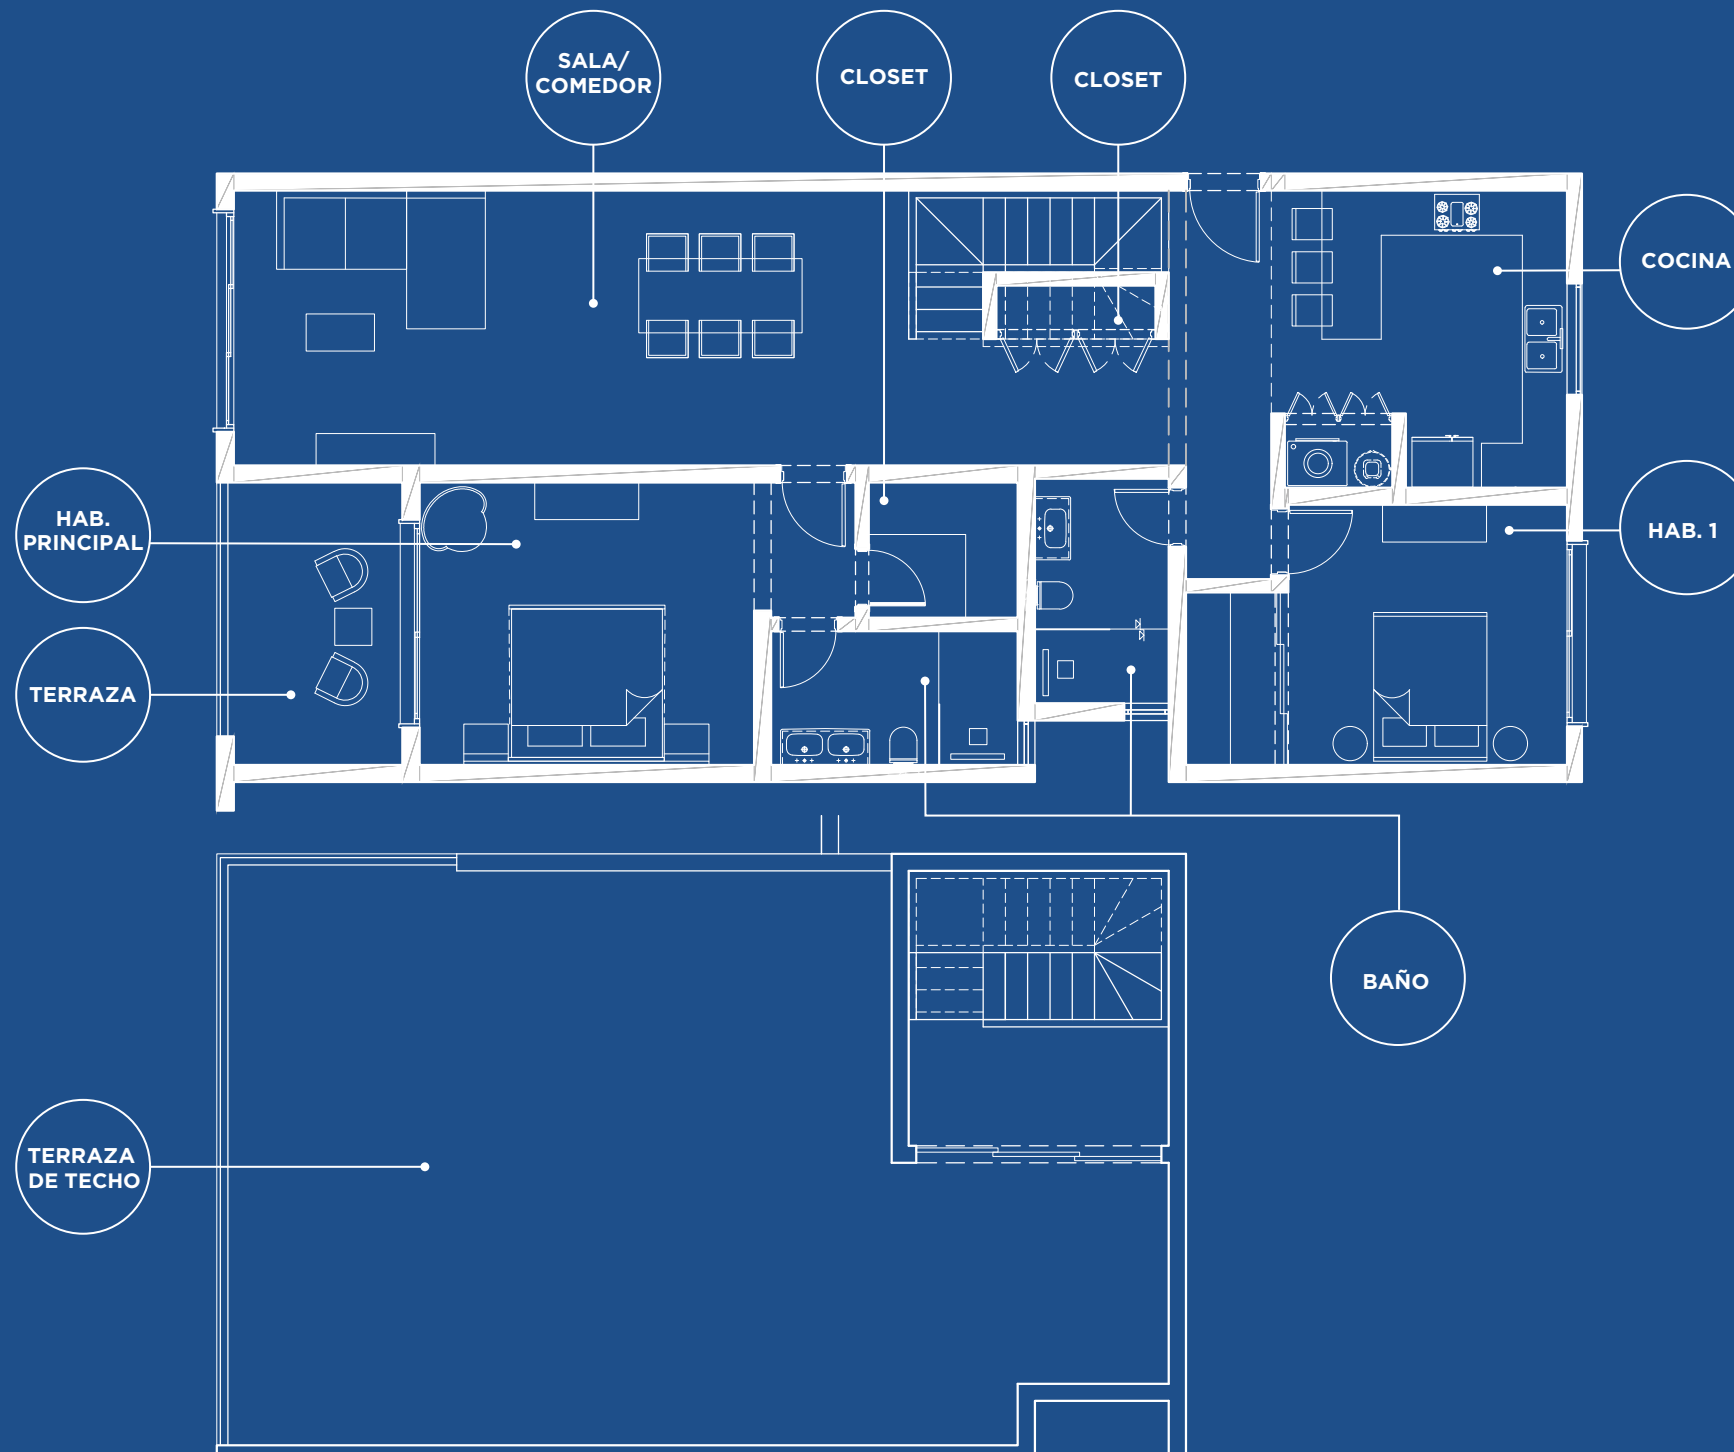 SALA/
COMEDOR
CLOSET
CLOSET
COCINA
HAB.
PRINCIPAL
HAB. 1
TERRAZA
BAÑO
TERRAZA
DE TECHO